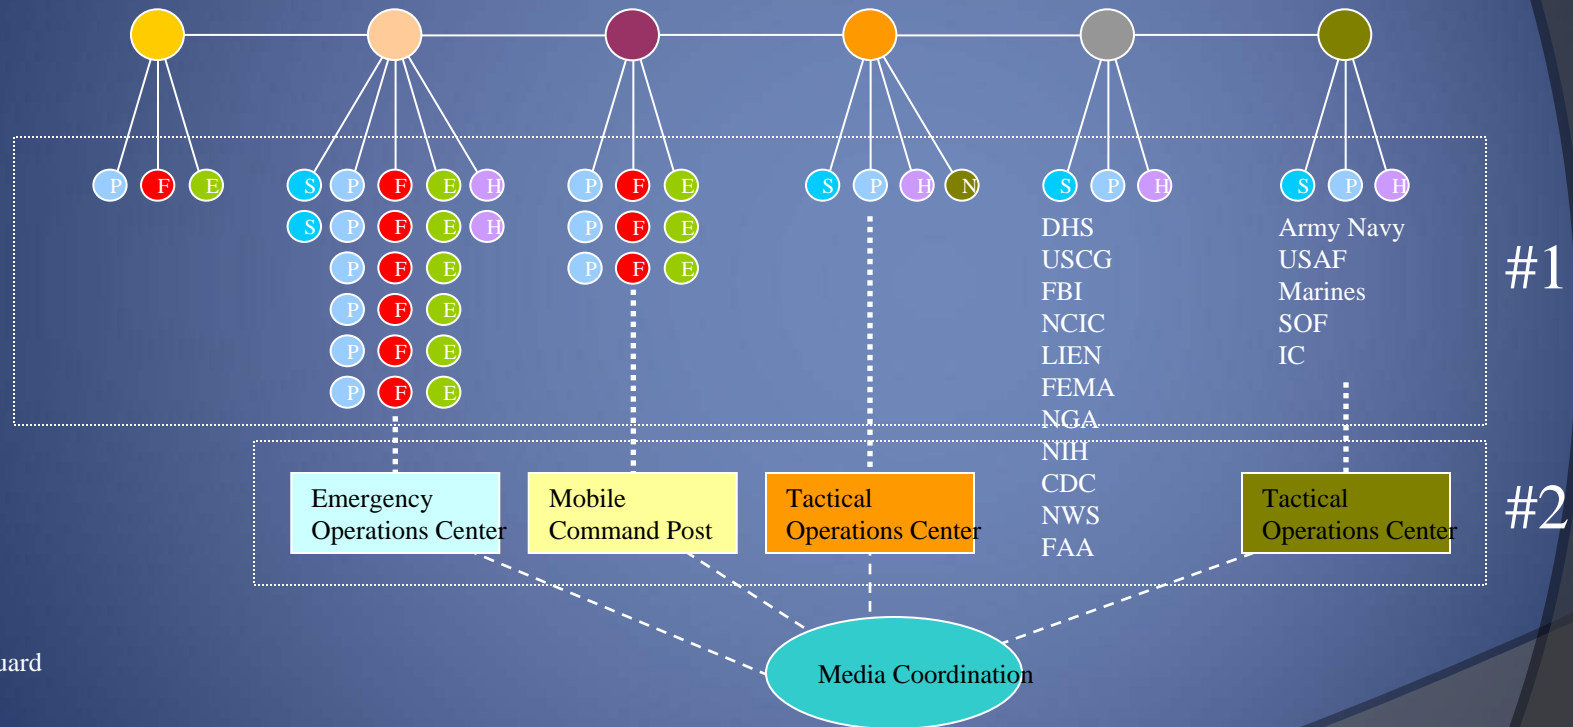 P F E S P F E H P F E S P H N S P H S P H
S P F E H P F E
P F E P F E
P F E
P F E
P F E
DHS
USCG
FBI
NCIC
LIEN
FEMA
NGA
NIH
CDC
NWS
FAA
Army Navy
USAF
Marines
SOF
IC
#1
Emergency
Operations Center
Mobile
Command Post
Tactical
Operations Center
Tactical
Operations Center
#2
Media Coordination